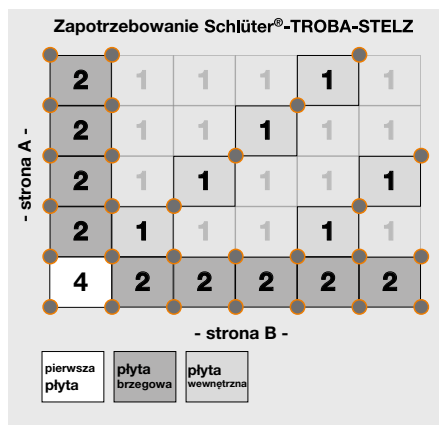 Zapotrzebowanie Schlüter®-TROBA-STELZ
2 1 1 1 1 1
2 1 1 1 1 1
2 1 1 1 1 1
2 1 1 1 1 1
4 2 2 2 2 2
- strona A -
- strona B -
pierwsza
płyta
płyta
brzegowa
płyta
wewnętrzna